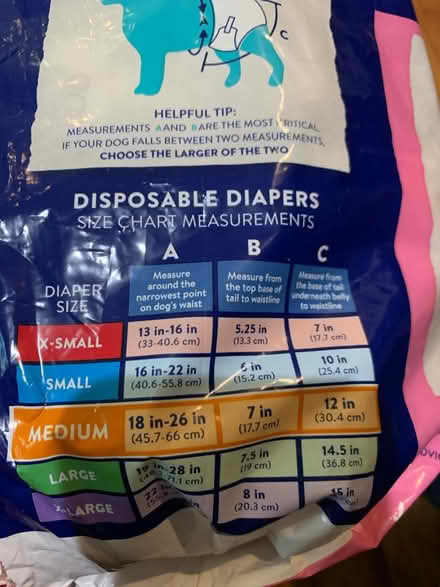 C
HELPFUL TIP:
MEASUREMENTS A AND B ARE THE MOST CRITICAL.
IF YOUR DOG FALLS BETWEEN TWO MEASUREMENTS,
CHOOSE THE LARGER OF THE TWO
DISPOSABLE DIAPERS
SIZE CHART MEASUREMENTS
A B C
DIAPER SIZE
Measure around the narrowest point on dog's waist
Measure from the top base of tail to waistline
Measure from the base of tail underneath belly to waistline
X-SMALL 13 in-16 in (33-40.6 cm) 5.25 in (13.3 cm) 7 in (17.7 cm)
SMALL 16 in-22 in (40.6-55.8 cm) 6 in (15.2 cm) 10 in (25.4 cm)
MEDIUM 18 in-26 in (45.7-66 cm) 7 in (17.7 cm) 12 in (30.4 cm)
LARGE 28 in 7.5 in (19 cm) 14.5 in (36.8 cm)
X-LARGE 8 in (20.3 cm) 15 in